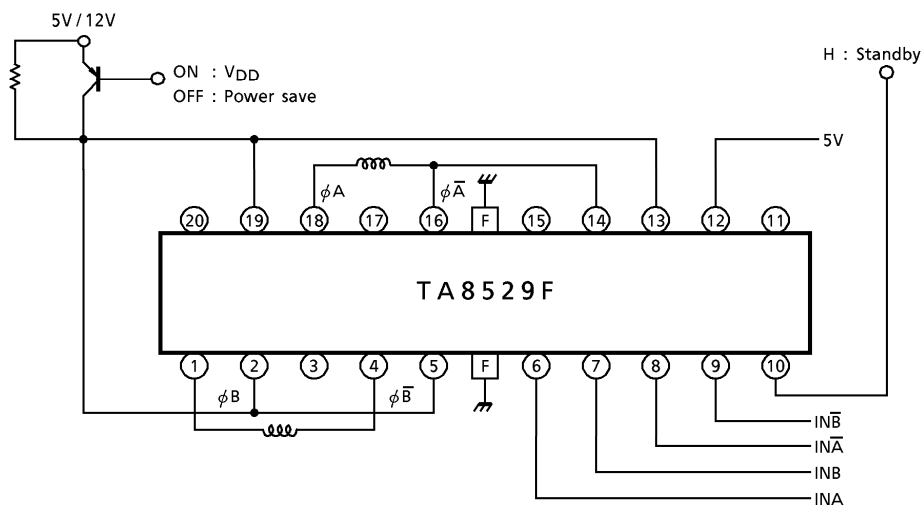 5V / 12V
ON : VDD
OFF : Power save
H : Standby
5V
ϕA
ϕA̅
20 19 18 17 16 F 15 14 13 12 11
TA8529F
1 2 3 4 5 F 6 7 8 9 10
ϕB
ϕB̅
INB̅
INA̅
INB
INA